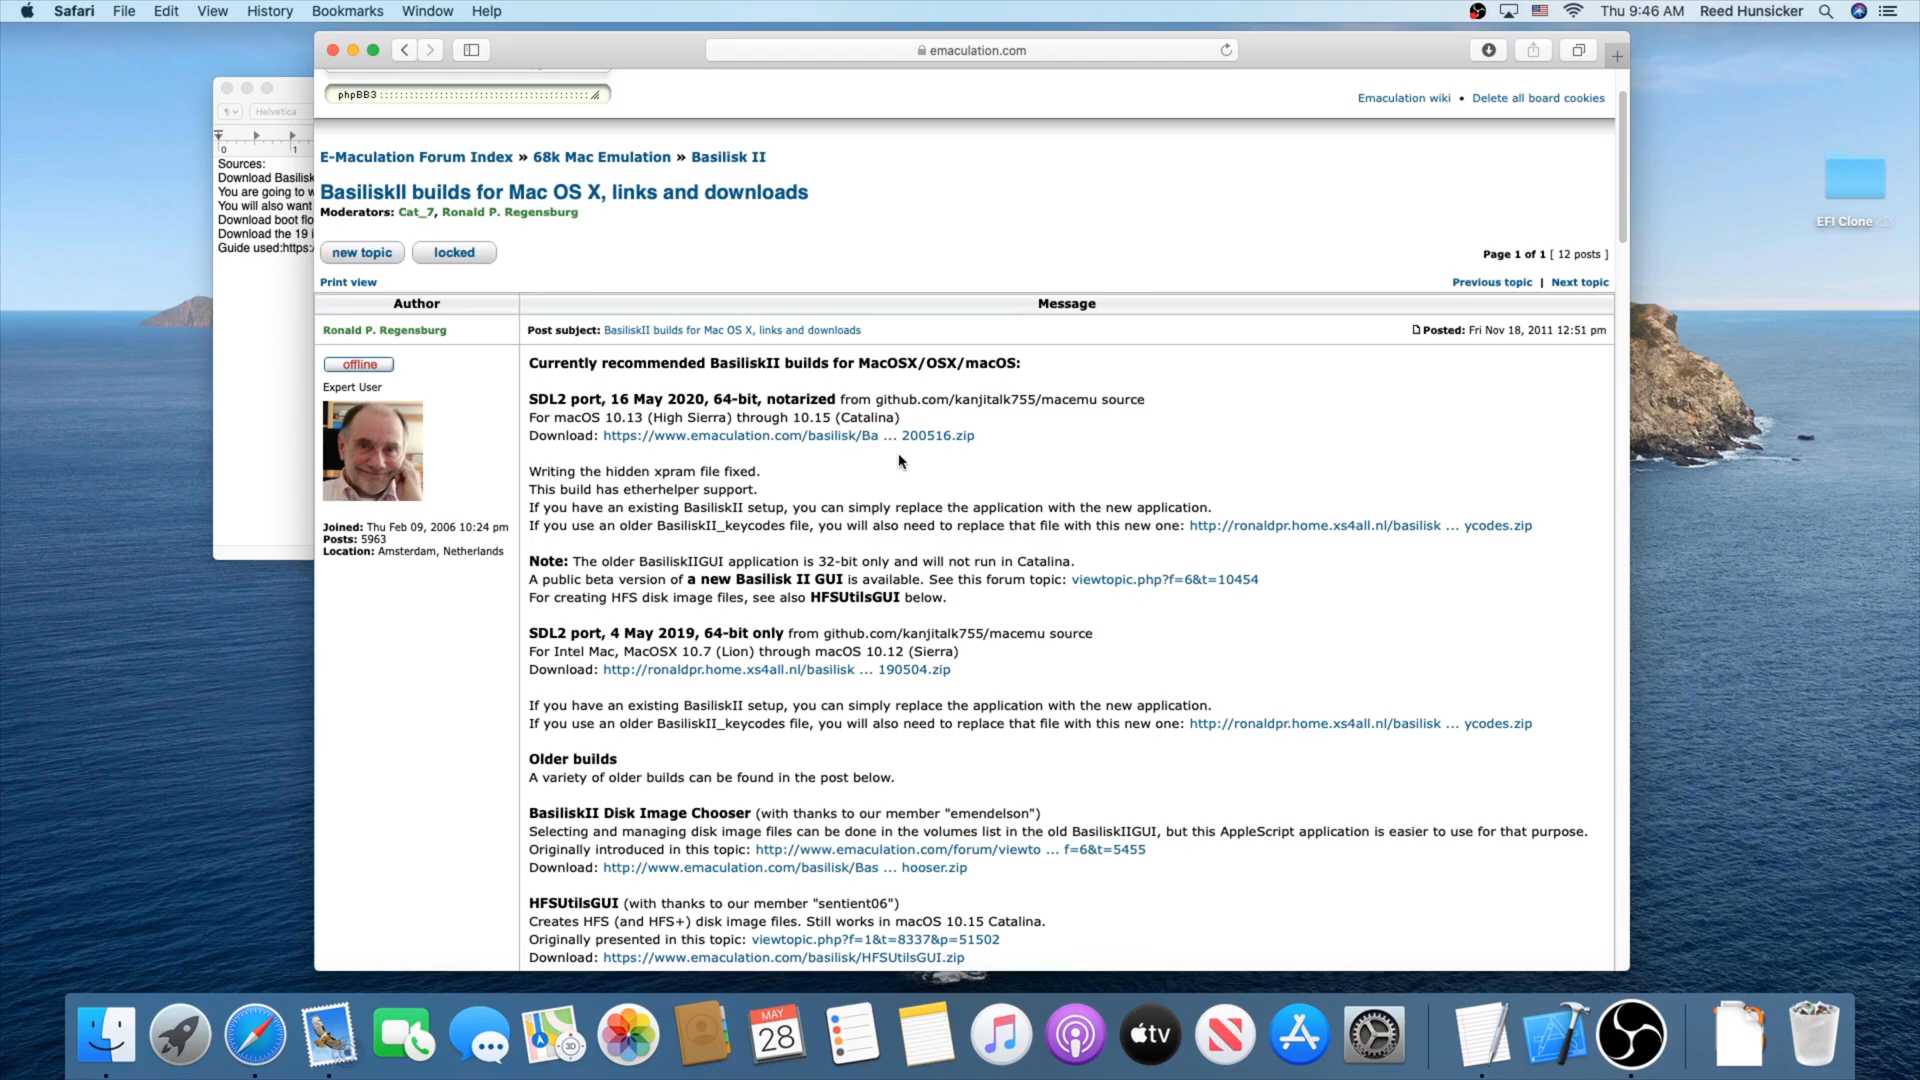 Safari File Edit View History Bookmarks Window Help
Thu 9:46 AM Reed Hunsicker
emaculation.com
Helvetica
0 1
Sources:
Download Basilisk
You are going to w
You will also want
Download boot flo
Download the 19 i
Guide used:https:/
EFI Clone
phpBB3
Emaculation wiki • Delete all board cookies
E-Maculation Forum Index » 68k Mac Emulation » Basilisk II
BasiliskII builds for Mac OS X, links and downloads
Moderators: Cat_7, Ronald P. Regensburg
new topic locked
Page 1 of 1 [ 12 posts ]
Print view
Previous topic | Next topic
Author Message
Ronald P. Regensburg
Post subject: BasiliskII builds for Mac OS X, links and downloads
Posted: Fri Nov 18, 2011 12:51 pm
offline
Expert User
Joined: Thu Feb 09, 2006 10:24 pm
Posts: 5963
Location: Amsterdam, Netherlands
Currently recommended BasiliskII builds for MacOSX/OSX/macOS:
SDL2 port, 16 May 2020, 64-bit, notarized from github.com/kanjitalk755/macemu source
For macOS 10.13 (High Sierra) through 10.15 (Catalina)
Download: https://www.emaculation.com/basilisk/Ba ... 200516.zip
Writing the hidden xpram file fixed.
This build has etherhelper support.
If you have an existing BasiliskII setup, you can simply replace the application with the new application.
If you use an older BasiliskII_keycodes file, you will also need to replace that file with this new one: http://ronaldpr.home.xs4all.nl/basilisk ... ycodes.zip
Note: The older BasiliskIIGUI application is 32-bit only and will not run in Catalina.
A public beta version of a new Basilisk II GUI is available. See this forum topic: viewtopic.php?f=6&t=10454
For creating HFS disk image files, see also HFSUtilsGUI below.
SDL2 port, 4 May 2019, 64-bit only from github.com/kanjitalk755/macemu source
For Intel Mac, MacOSX 10.7 (Lion) through macOS 10.12 (Sierra)
Download: http://ronaldpr.home.xs4all.nl/basilisk ... 190504.zip
If you have an existing BasiliskII setup, you can simply replace the application with the new application.
If you use an older BasiliskII_keycodes file, you will also need to replace that file with this new one: http://ronaldpr.home.xs4all.nl/basilisk ... ycodes.zip
Older builds
A variety of older builds can be found in the post below.
BasiliskII Disk Image Chooser (with thanks to our member "emendelson")
Selecting and managing disk image files can be done in the volumes list in the old BasiliskIIGUI, but this AppleScript application is easier to use for that purpose.
Originally introduced in this topic: http://www.emaculation.com/forum/viewto ... f=6&t=5455
Download: http://www.emaculation.com/basilisk/Bas ... hooser.zip
HFSUtilsGUI (with thanks to our member "sentient06")
Creates HFS (and HFS+) disk image files. Still works in macOS 10.15 Catalina.
Originally presented in this topic: viewtopic.php?f=1&t=8337&p=51502
Download: https://www.emaculation.com/basilisk/HFSUtilsGUI.zip
3D
MAY
28
tv